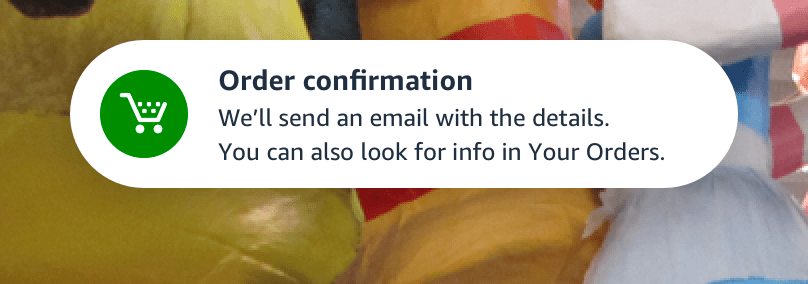 Order confirmation
We’ll send an email with the details.
You can also look for info in Your Orders.